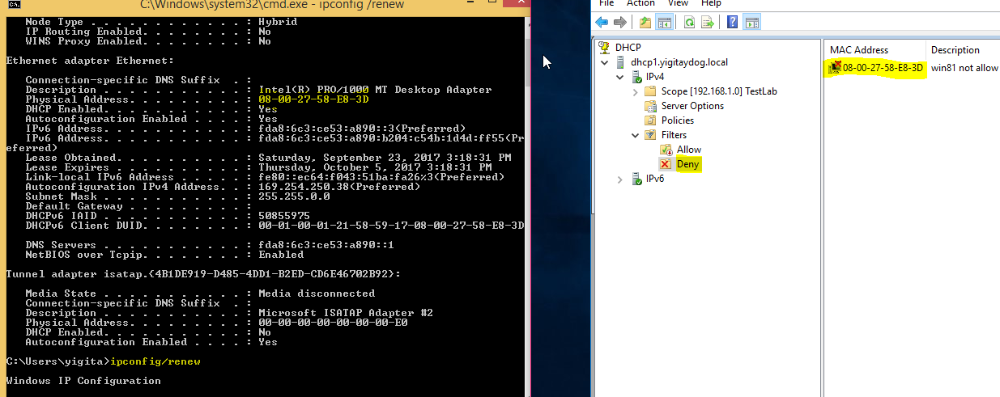 C:\Windows\system32\cmd.exe - ipconfig /renew
Node Type . . . . . . . . . . . . : Hybrid
IP Routing Enabled. . . . . . . . : No
WINS Proxy Enabled. . . . . . . . : No
Ethernet adapter Ethernet:
Connection-specific DNS Suffix  . :
Description . . . . . . . . . . . : Intel(R) PRO/1000 MT Desktop Adapter
Physical Address. . . . . . . . . : 08-00-27-58-E8-3D
DHCP Enabled. . . . . . . . . . . : Yes
Autoconfiguration Enabled . . . . : Yes
IPv6 Address. . . . . . . . . . . : fda8:6c3:ce53:a890::3(Preferred)
IPv6 Address. . . . . . . . . . . : fda8:6c3:ce53:a890:b204:c54b:1d4d:ff55(Pr
eferred)
Lease Obtained. . . . . . . . . . : Saturday, September 23, 2017 3:18:31 PM
Lease Expires . . . . . . . . . . : Thursday, October 5, 2017 3:18:31 PM
Link-local IPv6 Address . . . . . : fe80::ec64:f043:51ba:fa26%3(Preferred)
Autoconfiguration IPv4 Address. . : 169.254.250.38(Preferred)
Subnet Mask . . . . . . . . . . . : 255.255.0.0
Default Gateway . . . . . . . . . :
DHCPv6 IAID . . . . . . . . . . . : 50855975
DHCPv6 Client DUID. . . . . . . . : 00-01-00-01-21-58-59-17-08-00-27-58-E8-3D
DNS Servers . . . . . . . . . . . : fda8:6c3:ce53:a890::1
NetBIOS over Tcpip. . . . . . . . : Enabled
Tunnel adapter isatap.{4B1DE919-D485-4DD1-B2ED-CD6E46702B92}:
Media State . . . . . . . . . . . : Media disconnected
Connection-specific DNS Suffix  . :
Description . . . . . . . . . . . : Microsoft ISATAP Adapter #2
Physical Address. . . . . . . . . : 00-00-00-00-00-00-00-E0
DHCP Enabled. . . . . . . . . . . : No
Autoconfiguration Enabled . . . . : Yes
C:\Users\yigita>ipconfig/renew
Windows IP Configuration
File Action View Help
DHCP
dhcp1.yigitaydog.local
IPv4
Scope [192.168.1.0] TestLab
Server Options
Policies
Filters
Allow
Deny
IPv6
MAC Address Description
08-00-27-58-E8-3D win81 not allow